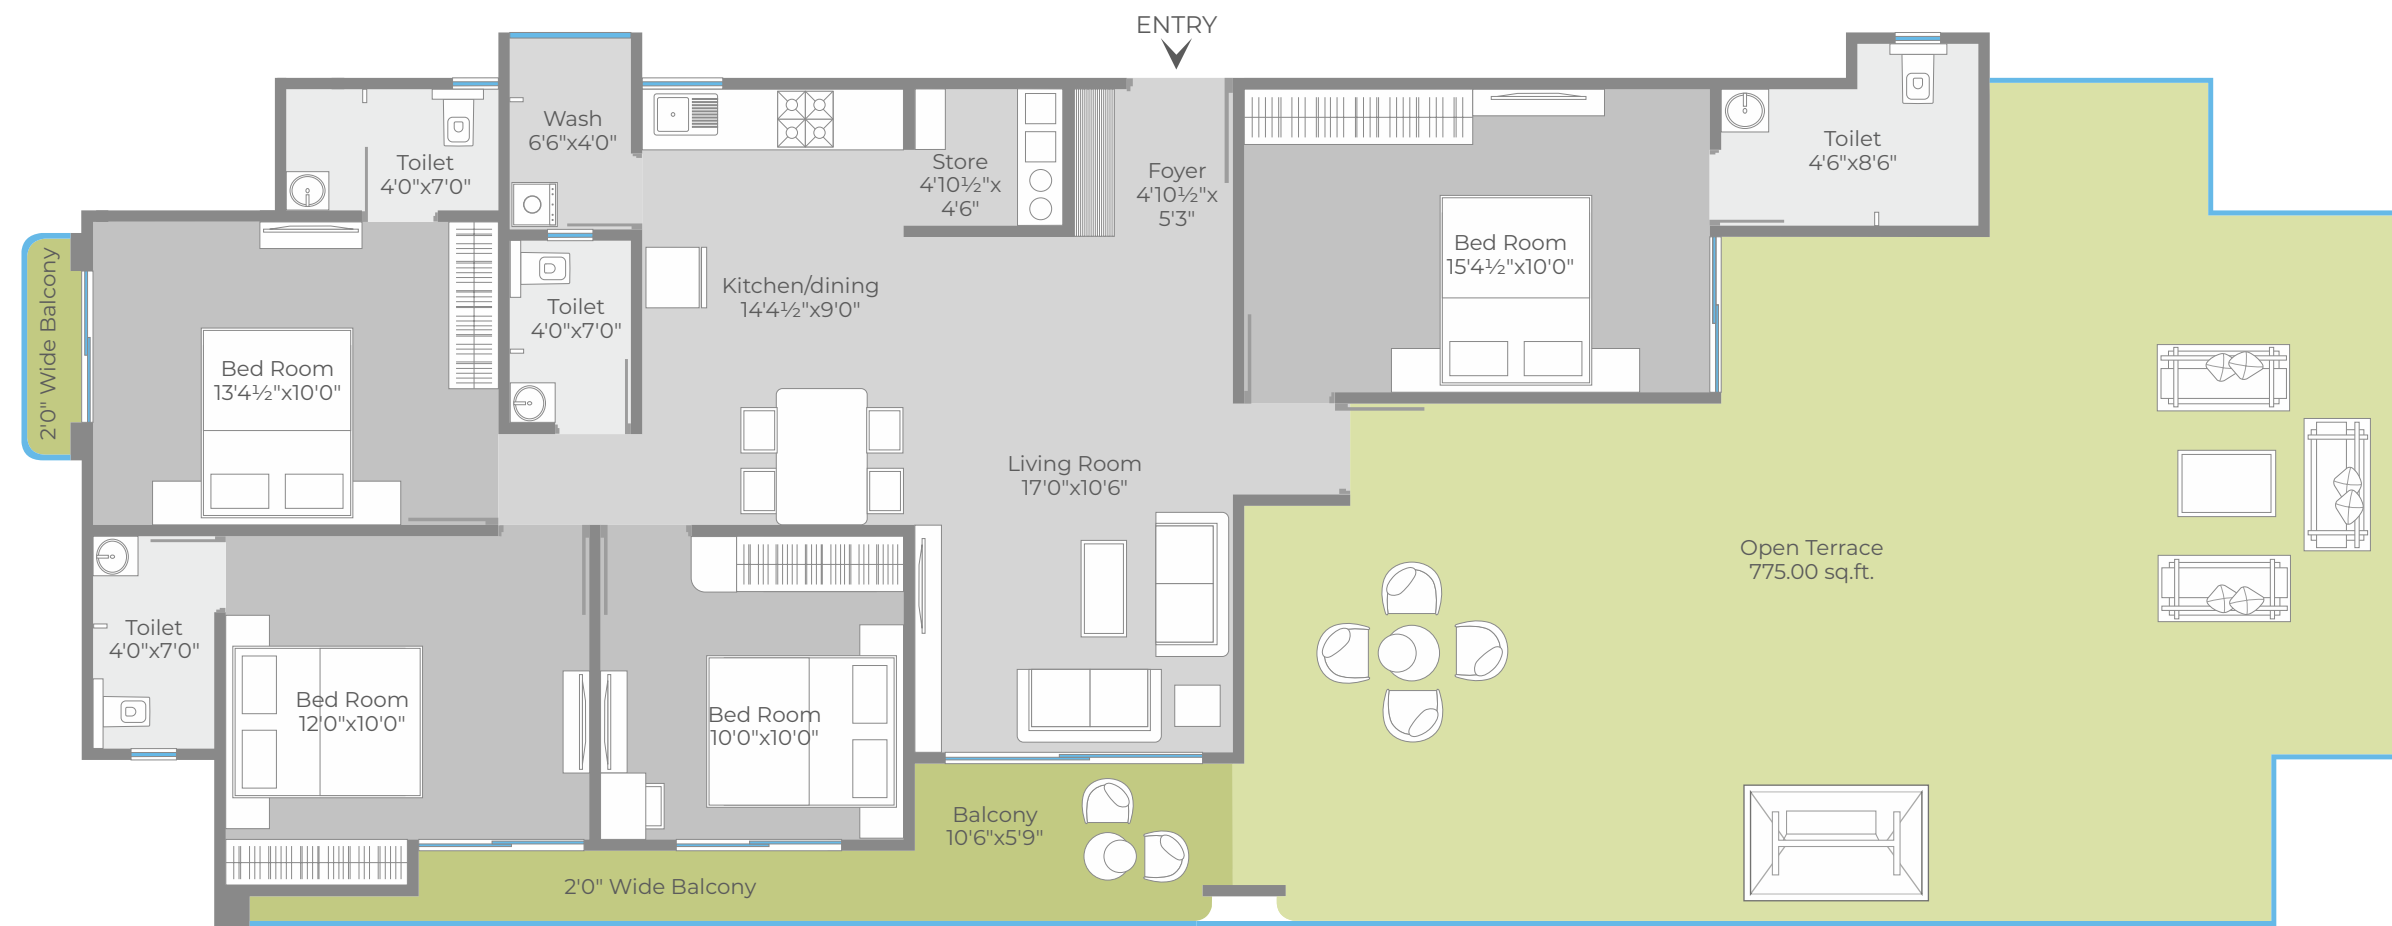 ENTRY
Wash
6'6"x4'0"
Toilet
4'0"x7'0"
Store
4'10½"x
4'6"
Foyer
4'10½"x
5'3"
Toilet
4'6"x8'6"
Bed Room
15'4½"x10'0"
2'0" Wide Balcony
Bed Room
13'4½"x10'0"
Toilet
4'0"x7'0"
Kitchen/dining
14'4½"x9'0"
Living Room
17'0"x10'6"
Open Terrace
775.00 sq.ft.
Toilet
4'0"x7'0"
Bed Room
12'0"x10'0"
Bed Room
10'0"x10'0"
Balcony
10'6"x5'9"
2'0" Wide Balcony